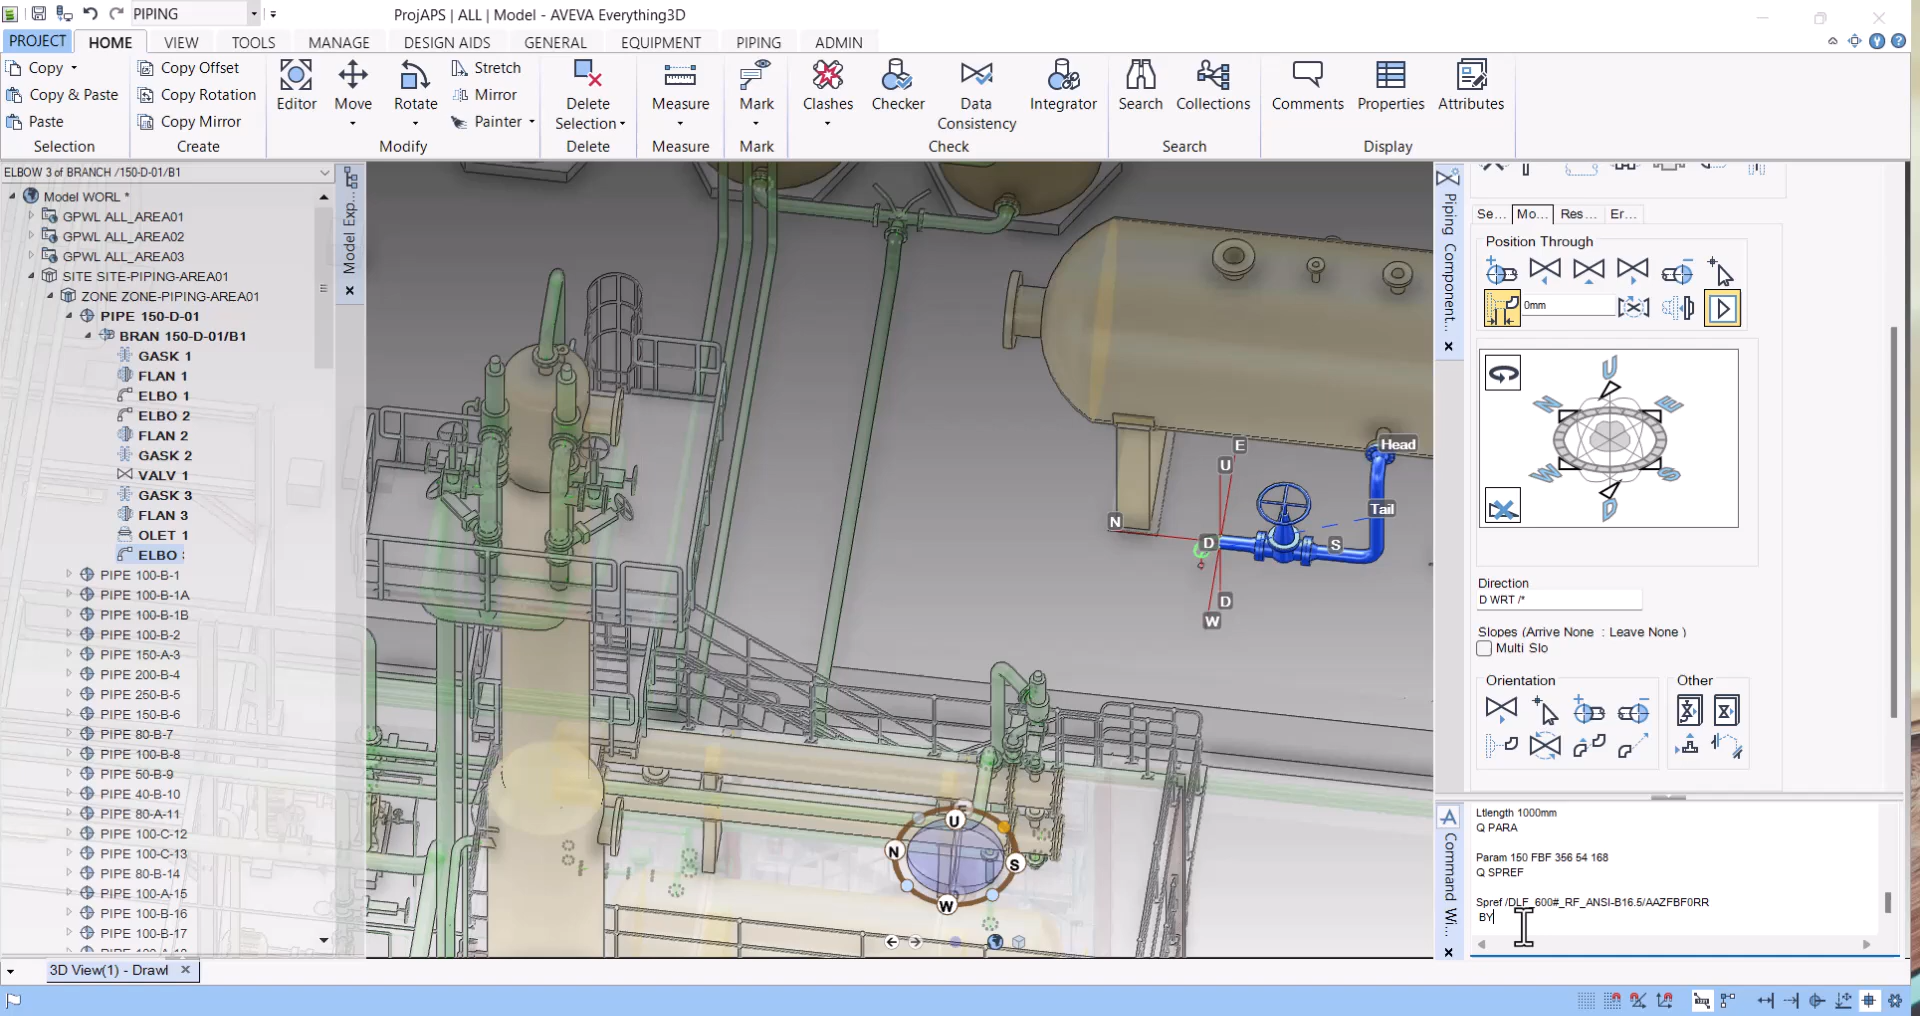 PIPING
ProjAPS | ALL | Model - AVEVA Everything3D
PROJECT HOME VIEW TOOLS MANAGE DESIGN AIDS GENERAL EQUIPMENT PIPING ADMIN
Copy
Copy & Paste
Paste
Selection
Copy Offset
Copy Rotation
Copy Mirror
Create
Editor
Move
Rotate
Stretch
Mirror
Painter
Modify
Delete
Selection
Delete
Measure
Measure
Mark
Mark
Clashes
Checker
Data
Consistency
Integrator
Check
Search
Collections
Search
Comments
Properties
Attributes
Display
ELBOW 3 of BRANCH /150-D-01/B1
Model WORL *
GPWL ALL_AREA01
GPWL ALL_AREA02
GPWL ALL_AREA03
SITE SITE-PIPING-AREA01
ZONE ZONE-PIPING-AREA01
PIPE 150-D-01
BRAN 150-D-01/B1
GASK 1
FLAN 1
ELBO 1
ELBO 2
FLAN 2
GASK 2
VALV 1
GASK 3
FLAN 3
OLET 1
ELBO
PIPE 100-B-1
PIPE 100-B-1A
PIPE 100-B-1B
PIPE 100-B-2
PIPE 150-A-3
PIPE 200-B-4
PIPE 250-B-5
PIPE 150-B-6
PIPE 80-B-7
PIPE 100-B-8
PIPE 50-B-9
PIPE 40-B-10
PIPE 80-A-11
PIPE 100-C-12
PIPE 100-C-13
PIPE 80-B-14
PIPE 100-A-15
PIPE 100-B-16
PIPE 100-B-17
Model Exp...
Head
E
U
Tail
N
D
S
D
W
U
N
S
W
3D View(1) - Drawl
Piping Component...
Se... Mo... Res... Er...
Position Through
0mm
U
N
E
W
S
D
Direction
D WRT /*
Slopes (Arrive None : Leave None )
Multi Slo
Orientation
Other
Command Wi...
Ltlength 1000mm
Q PARA
Param 150 FBF 356 54 168
Q SPREF
Spref /DLF_600#_RF_ANSI-B16.5/AAZFBF0RR
BY